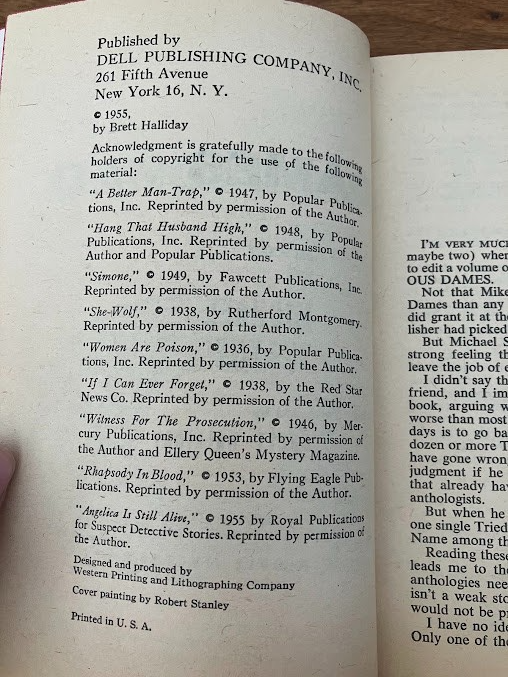 Published by
DELL PUBLISHING COMPANY, INC.
261 Fifth Avenue
New York 16, N. Y.
© 1955,
by Brett Halliday
Acknowledgment is gratefully made to the following
holders of copyright for the use of the following
material:
"A Better Man-Trap," © 1947, by Popular Publica-
tions, Inc. Reprinted by permission of the Author.
"Hang That Husband High," © 1948, by Popular
Publications, Inc. Reprinted by permission of the
Author and Popular Publications.
"Simone," © 1949, by Fawcett Publications, Inc.
Reprinted by permission of the Author.
"She-Wolf," © 1938, by Rutherford Montgomery.
Reprinted by permission of the Author.
"Women Are Poison," © 1936, by Popular Publica-
tions, Inc. Reprinted by permission of the Author.
"If I Can Ever Forget," © 1938, by the Red Star
News Co. Reprinted by permission of the Author.
"Witness For The Prosecution," © 1946, by Mer-
cury Publications, Inc. Reprinted by permission of
the Author and Ellery Queen's Mystery Magazine.
"Rhapsody In Blood," © 1953, by Flying Eagle Pub-
lications. Reprinted by permission of the Author.
"Angelica Is Still Alive," © 1955 by Royal Publications
for Suspect Detective Stories. Reprinted by permission of
the Author.
Designed and produced by
Western Printing and Lithographing Company
Cover painting by Robert Stanley
Printed in U. S. A.
I'M VERY MUCH
maybe two) when
to edit a volume o
OUS DAMES.
Not that Mike
Dames than any
did grant it at the
lisher had picked
But Michael S
strong feeling th
leave the job of e
I didn't say th
friend, and I im
book, arguing w
worse than most
days is to go ba
dozen or more T
have gone wron
judgment if he
that already hav
anthologists.
But when he
one single Tried
Name among th
Reading these
leads me to the
anthologies nee
isn't a weak sto
would not be pr
I have no ide
Only one of the